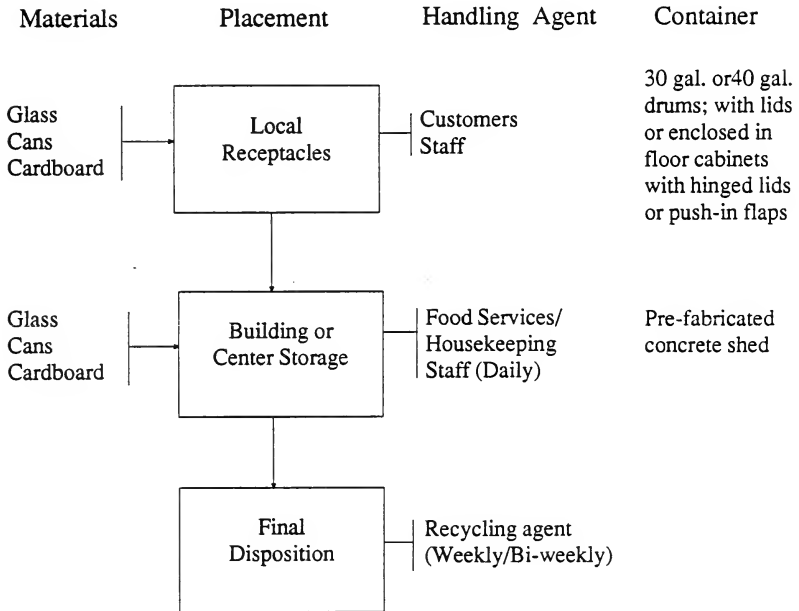 Materials Placement Handling Agent Container
Glass
Cans
Cardboard
Local
Receptacles
Customers
Staff
30 gal. or40 gal.
drums; with lids
or enclosed in
floor cabinets
with hinged lids
or push-in flaps
Glass
Cans
Cardboard
Building or
Center Storage
Food Services/
Housekeeping
Staff (Daily)
Pre-fabricated
concrete shed
Final
Disposition
Recycling agent
(Weekly/Bi-weekly)